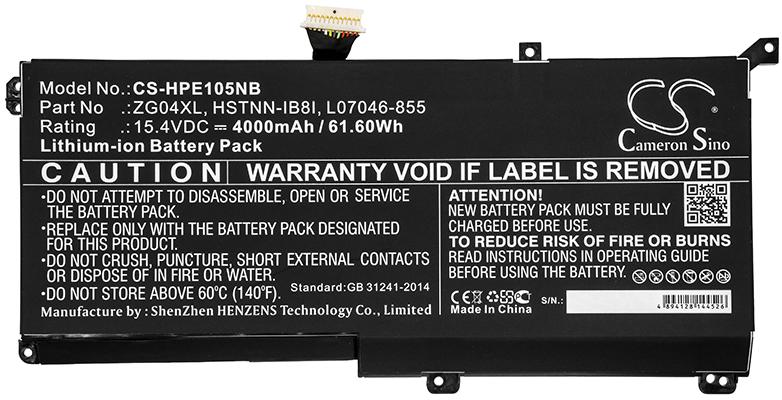 Model No.:CS-HPE105NB
Part No :ZG04XL, HSTNN-IB8I, L07046-855
Rating :15.4VDC ⎓ 4000mAh / 61.60Wh
Lithium-ion Battery Pack
CS
Cameron Sino
CAUTION WARRANTY VOID IF LABEL IS REMOVED
•DO NOT ATTEMPT TO DISASSEMBLE, OPEN OR SERVICE
THE BATTERY PACK.
•REPLACE ONLY WITH THE BATTERY DESIGNATED
FOR THIS PRODUCT.
•DO NOT CRUSH, PUNCTURE, SHORT EXTERNAL CONTACTS
OR DISPOSE OF IN FIRE OR WATER.
•DO NOT STORE ABOVE 60°C (140°F). Standard:GB 31241-2014
Manufacture by : ShenZhen HENZENS Technology Co., Limited
ATTENTION!
NEW BATTERY PACK MUST BE FULLY
CHARGED BEFORE USE.
TO REDUCE RISK OF FIRE OR BURNS
READ INSTRUCTIONS IN OPERATING GUIDE
BEFORE USING THE BATTERY.
CE
Made in China
S/N.:
4 894128 144526